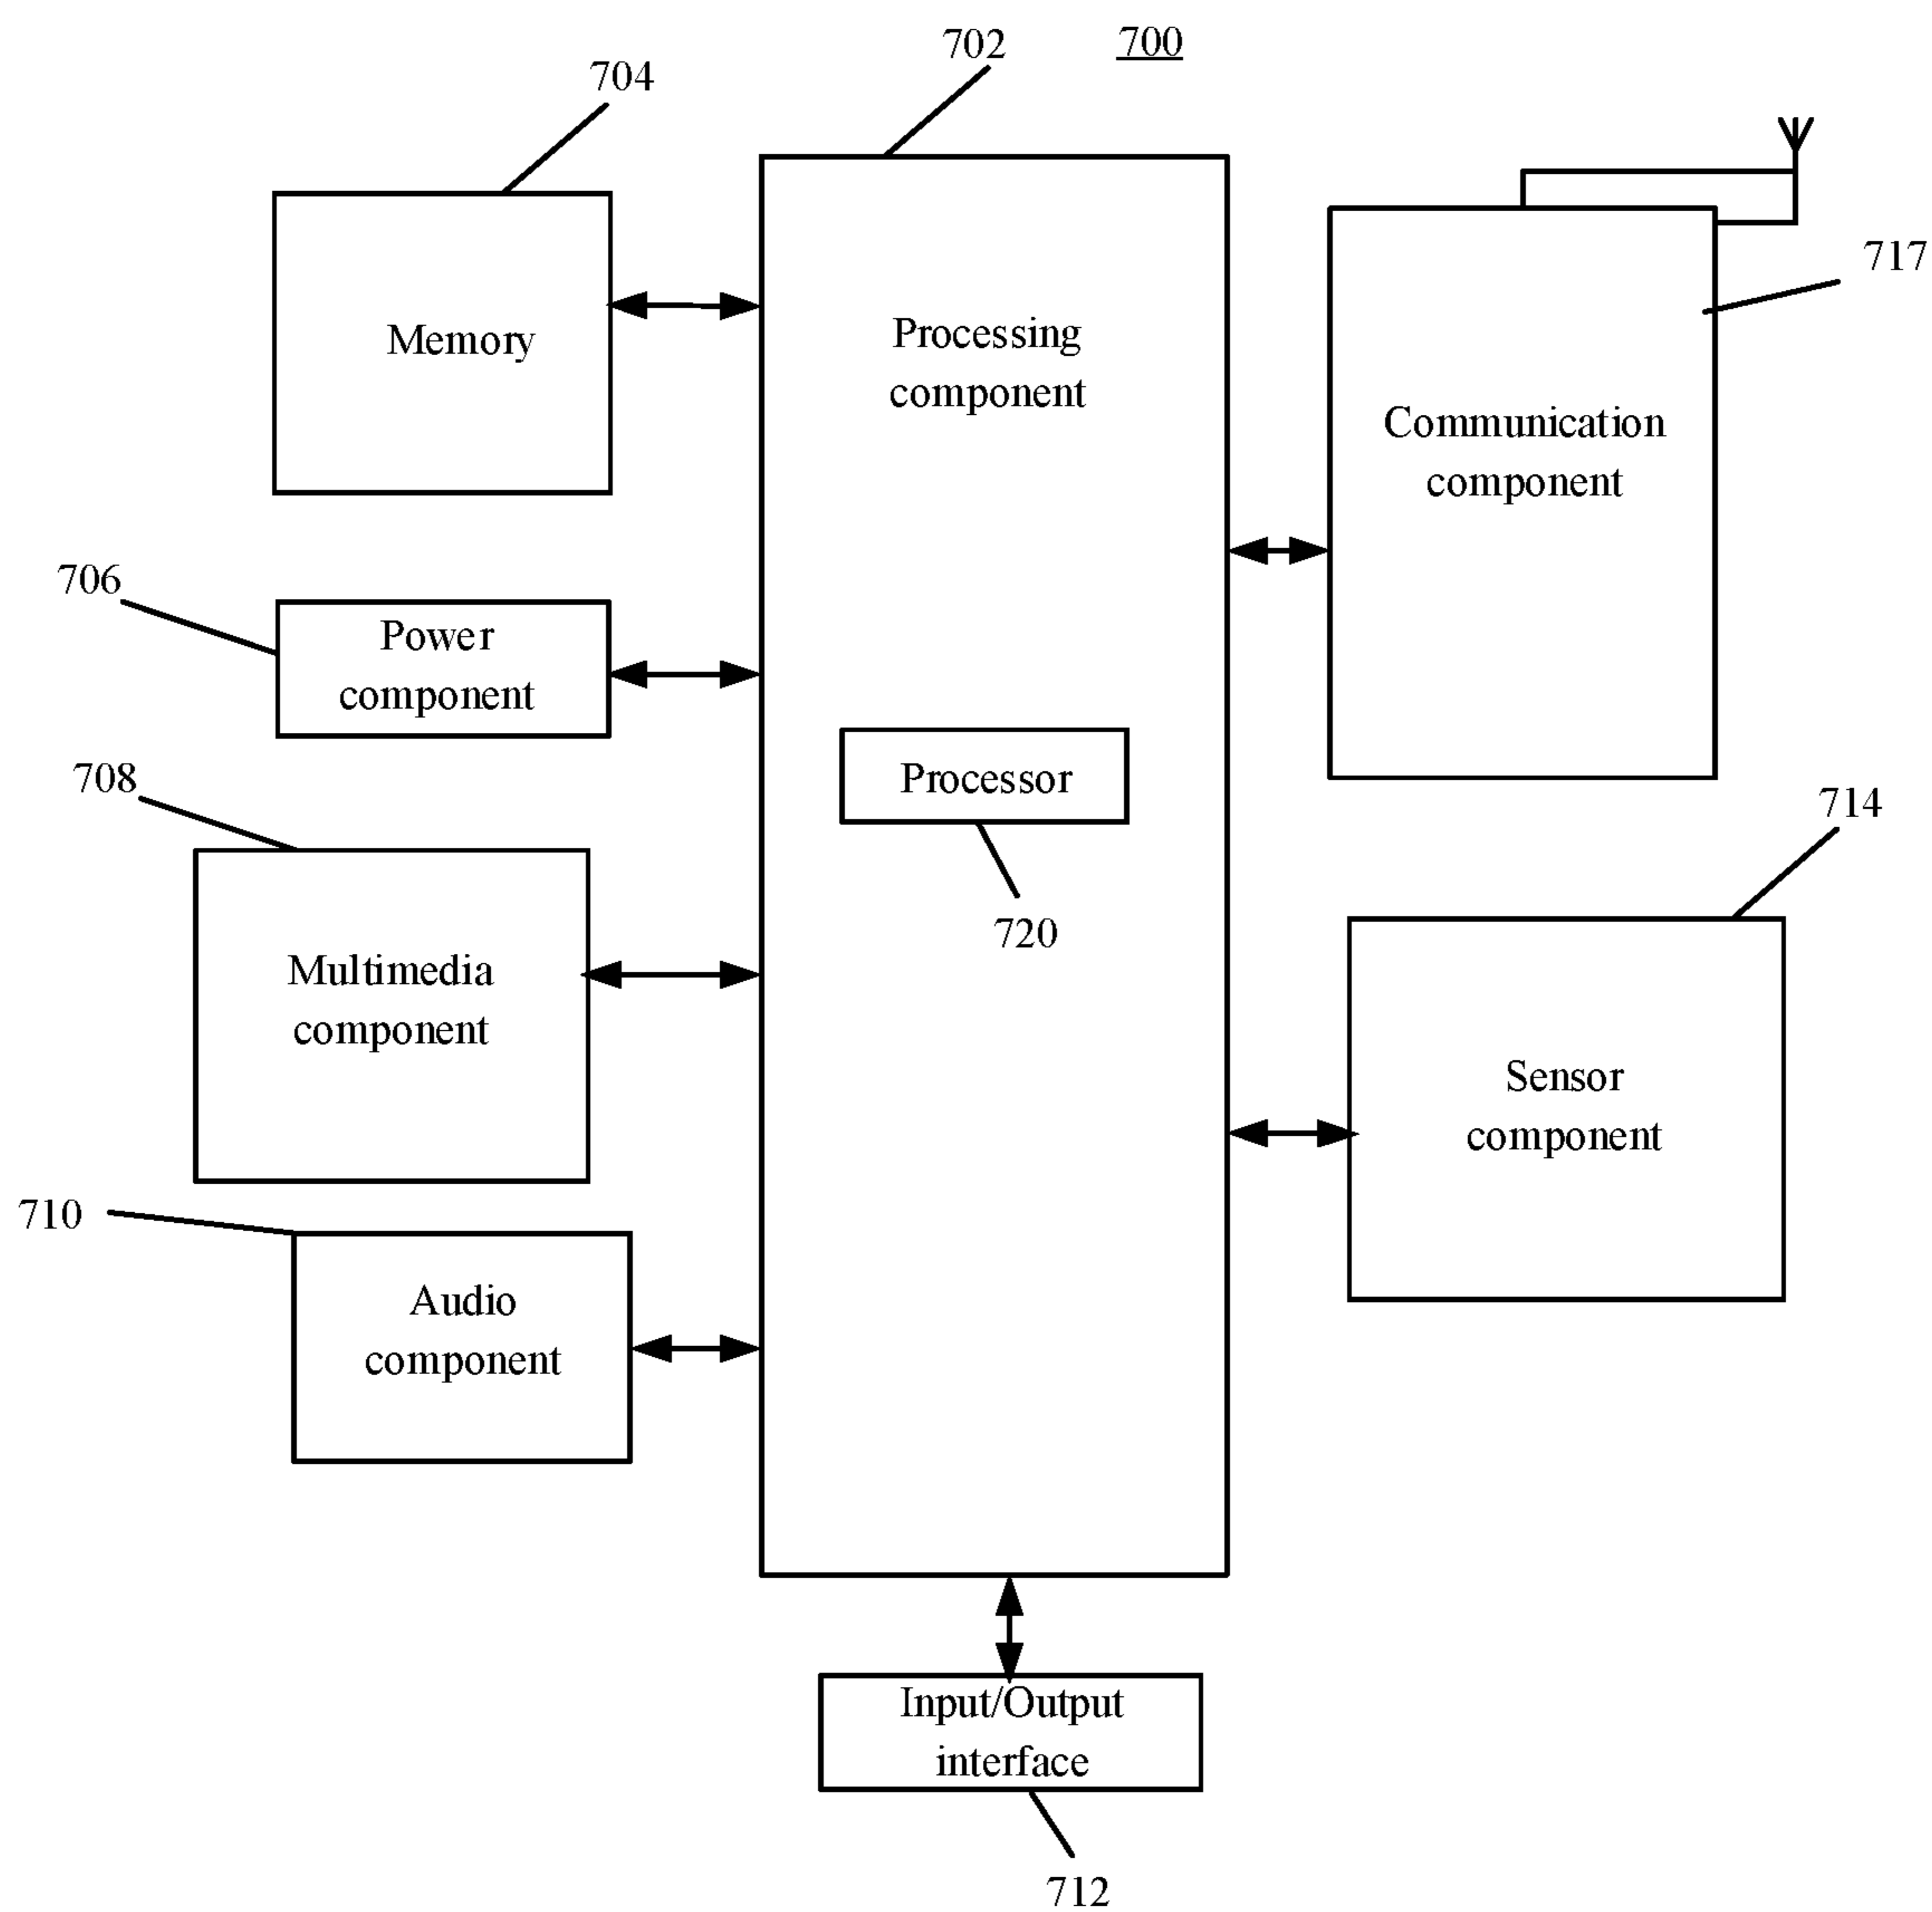 702
700
704
717
Memory
Processing
component
Communication
component
706
Power
component
708
Processor
714
720
Multimedia
component
Sensor
component
710
Audio
component
Input/Output
interface
712